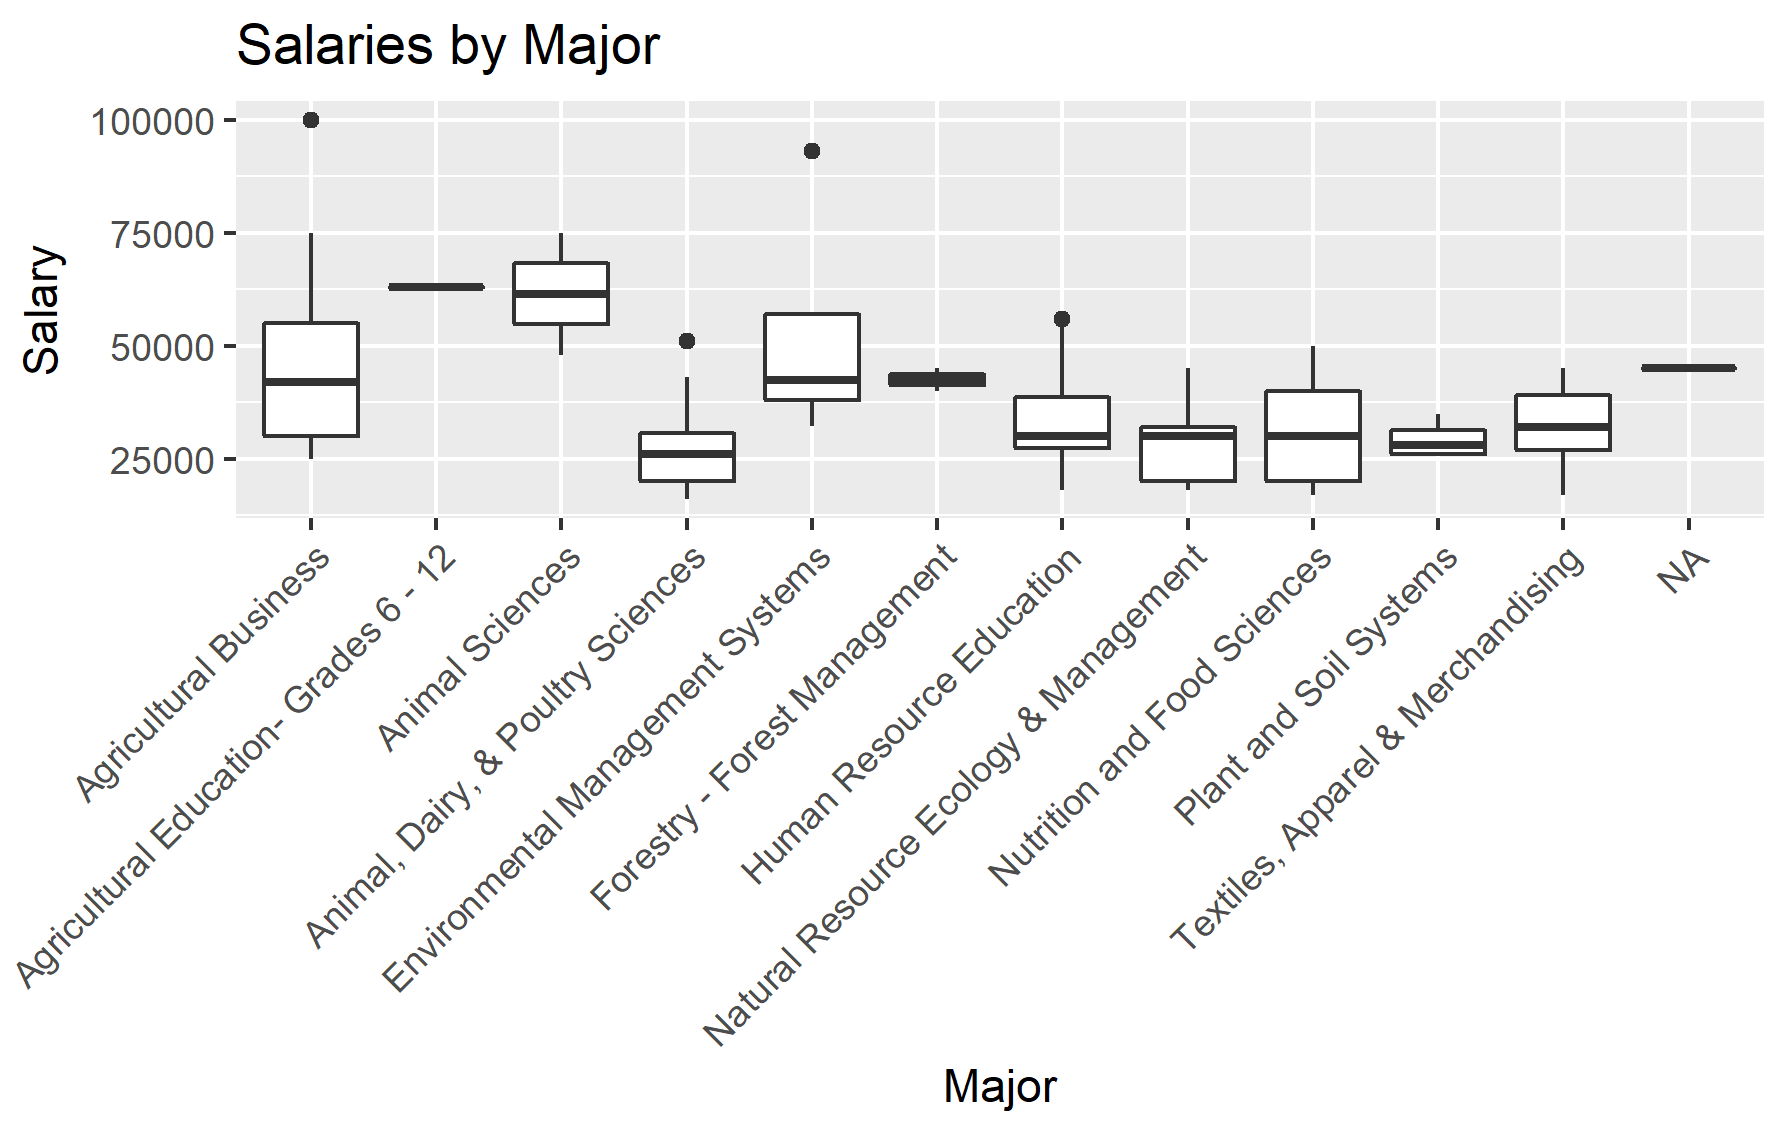 Salaries by Major
Salary
100000
75000
50000
25000
Agricultural Business
Agricultural Education- Grades 6 - 12
Animal Sciences
Animal, Dairy, & Poultry Sciences
Environmental Management Systems
Forestry - Forest Management
Human Resource Education
Natural Resource Ecology & Management
Nutrition and Food Sciences
Plant and Soil Systems
Textiles, Apparel & Merchandising
NA
Major